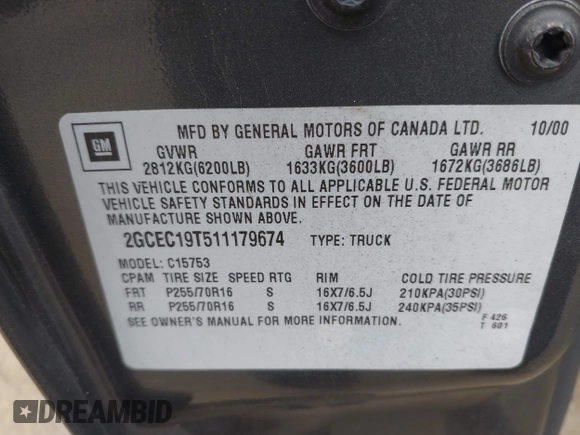 MFD BY GENERAL MOTORS OF CANADA LTD. 10/00
GM
GVWR GAWR FRT GAWR RR
2812KG(6200LB) 1633KG(3600LB) 1672KG(3686LB)
THIS VEHICLE CONFORMS TO ALL APPLICABLE U.S. FEDERAL MOTOR
VEHICLE SAFETY STANDARDS IN EFFECT ON THE DATE OF
MANUFACTURE SHOWN ABOVE.
2GCEC19T511179674 TYPE: TRUCK
MODEL: C15753
CPAM TIRE SIZE SPEED RTG RIM COLD TIRE PRESSURE
FRT P255/70R16 S 16X7/6.5J 210KPA(30PSI)
RR P255/70R16 S 16X7/6.5J 240KPA(35PSI)
SEE OWNER'S MANUAL FOR MORE INFORMATION.
F 426
T 601
DREAMBID